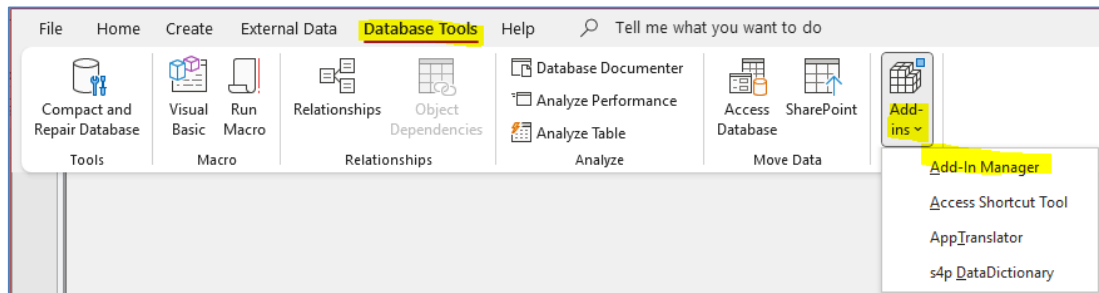 File Home Create External Data Database Tools Help Tell me what you want to do
Compact and
Repair Database
Visual
Basic
Run
Macro
Relationships
Object
Dependencies
Database Documenter
Analyze Performance
Analyze Table
Access
Database
SharePoint
Add-
ins
Tools
Macro
Relationships
Analyze
Move Data
Add-In Manager
Access Shortcut Tool
AppTranslator
s4p DataDictionary